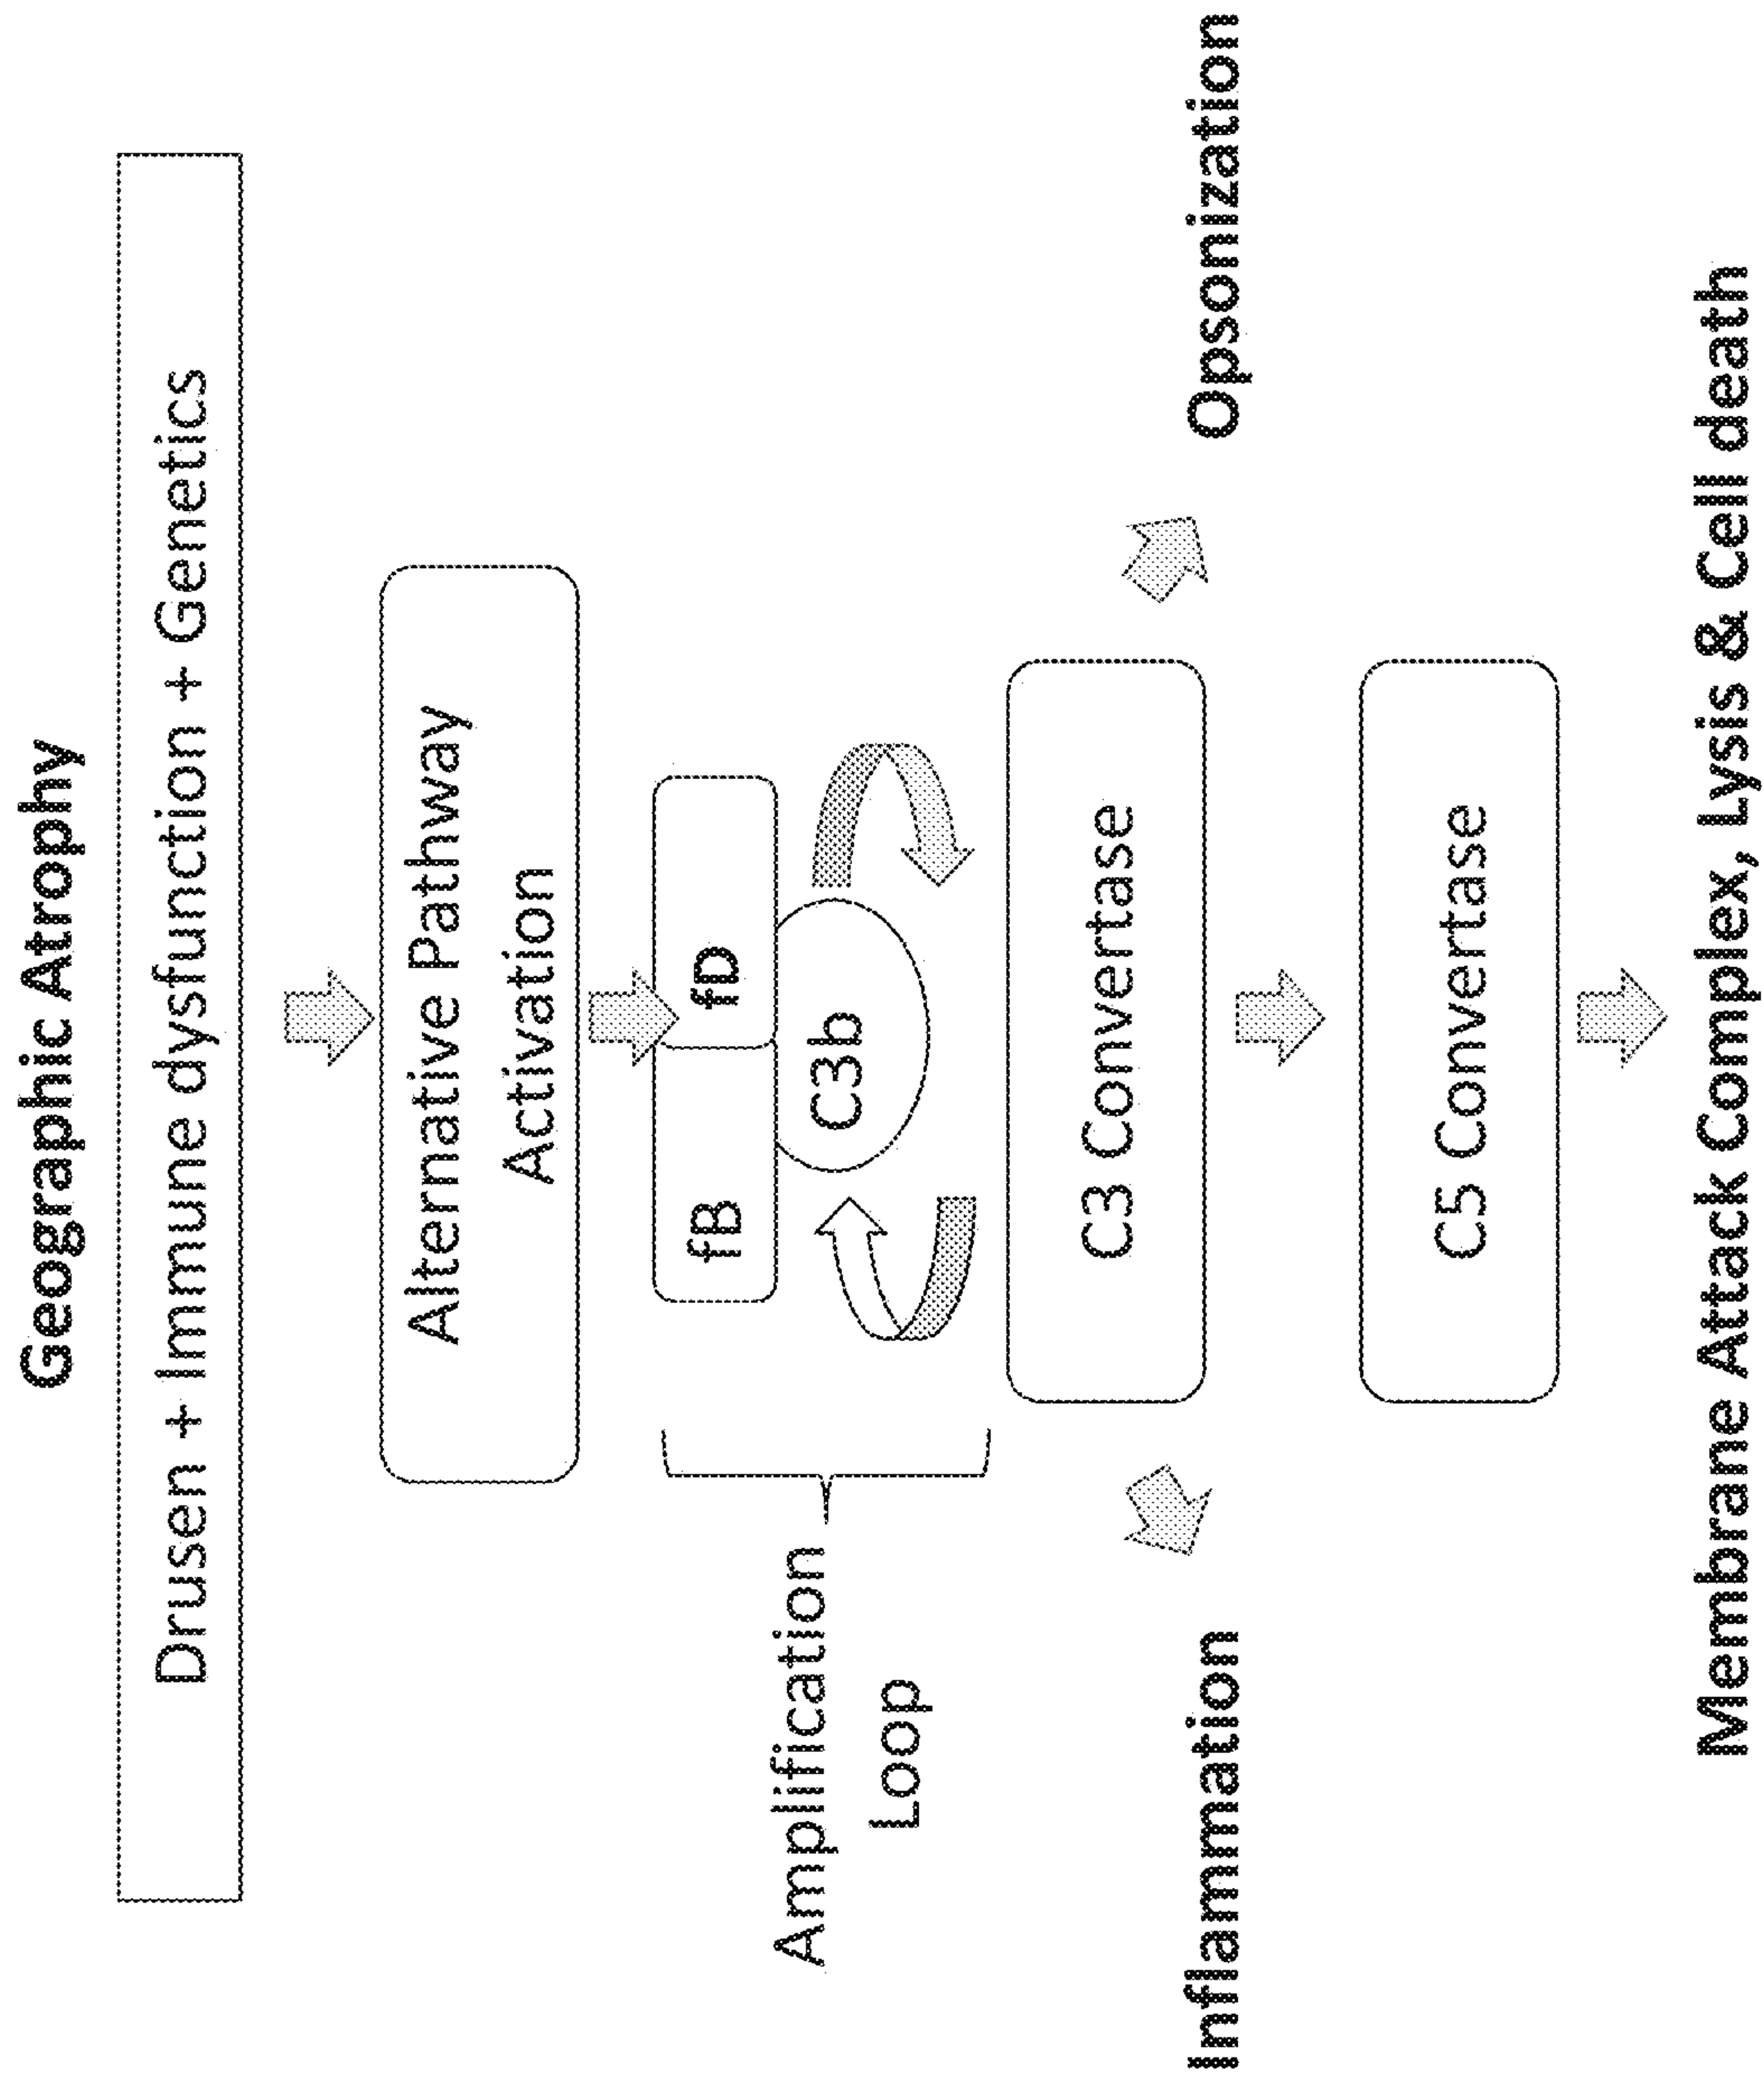 Geographic Atrophy
Drusen + Immune dysfunction + Genetics
Alternative Pathway
Activation
fB
fD
C3b
Amplification
Loop
C3 Convertase
Inflammation
Opsonization
C5 Convertase
Membrane Attack Complex, Lysis & Cell death